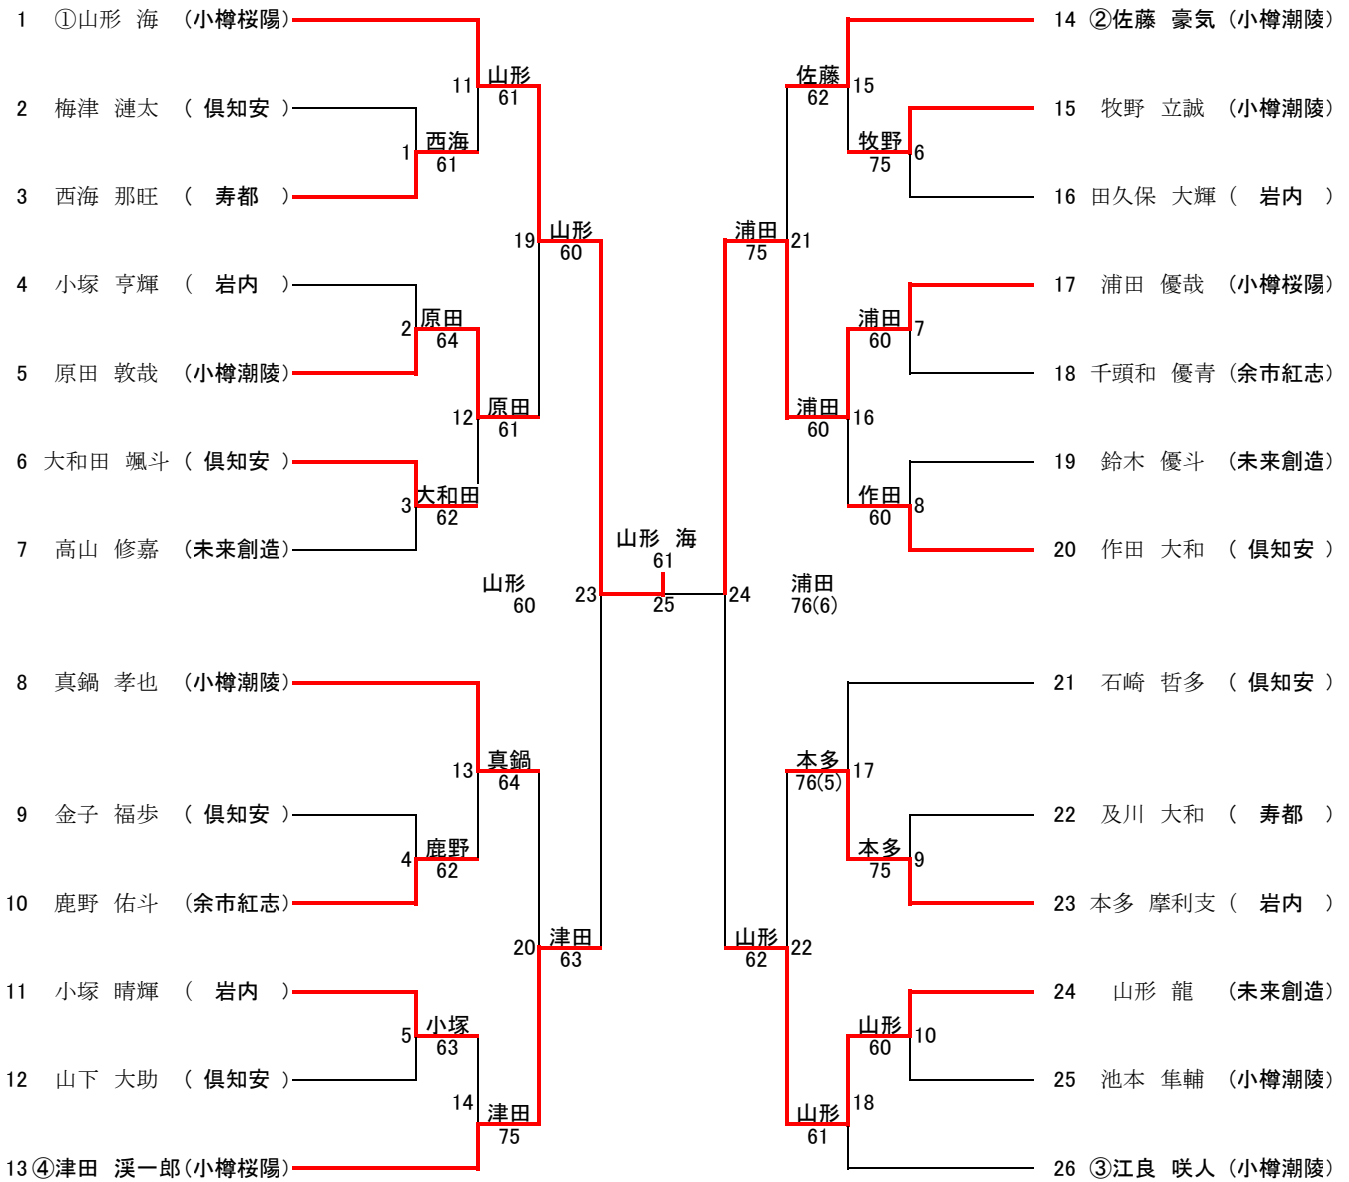 1 ①山形 海 (小樽桜陽)
2 梅津 漣太 ( 倶知安 )
3 西海 那旺 ( 寿都 )
4 小塚 亨輝 ( 岩内 )
5 原田 敦哉 (小樽潮陵)
6 大和田 颯斗 ( 倶知安 )
7 高山 修嘉 (未来創造)
8 真鍋 孝也 (小樽潮陵)
9 金子 福歩 ( 倶知安 )
10 鹿野 佑斗 (余市紅志)
11 小塚 晴輝 ( 岩内 )
12 山下 大助 ( 倶知安 )
13 ④津田 渓一郎 (小樽桜陽)
1 西海
61
2 原田
64
3 大和田
62
4 鹿野
62
5 小塚
63
11 山形
61
12 原田
61
13 真鍋
64
14 津田
75
19 山形
60
20 津田
63
山形
60
23
山形 海
61
25
24
浦田
76(6)
浦田
75
21
山形
62
22
佐藤
62
15
浦田
60
16
本多
76(5)
17
山形
61
18
牧野
75
6
浦田
60
7
作田
60
8
本多
75
9
山形
60
10
14 ②佐藤 豪気 (小樽潮陵)
15 牧野 立誠 (小樽潮陵)
16 田久保 大輝 ( 岩内 )
17 浦田 優哉 (小樽桜陽)
18 千頭和 優青 (余市紅志)
19 鈴木 優斗 (未来創造)
20 作田 大和 ( 倶知安 )
21 石崎 哲多 ( 倶知安 )
22 及川 大和 ( 寿都 )
23 本多 摩利支 ( 岩内 )
24 山形 龍 (未来創造)
25 池本 隼輔 (小樽潮陵)
26 ③江良 咲人 (小樽潮陵)